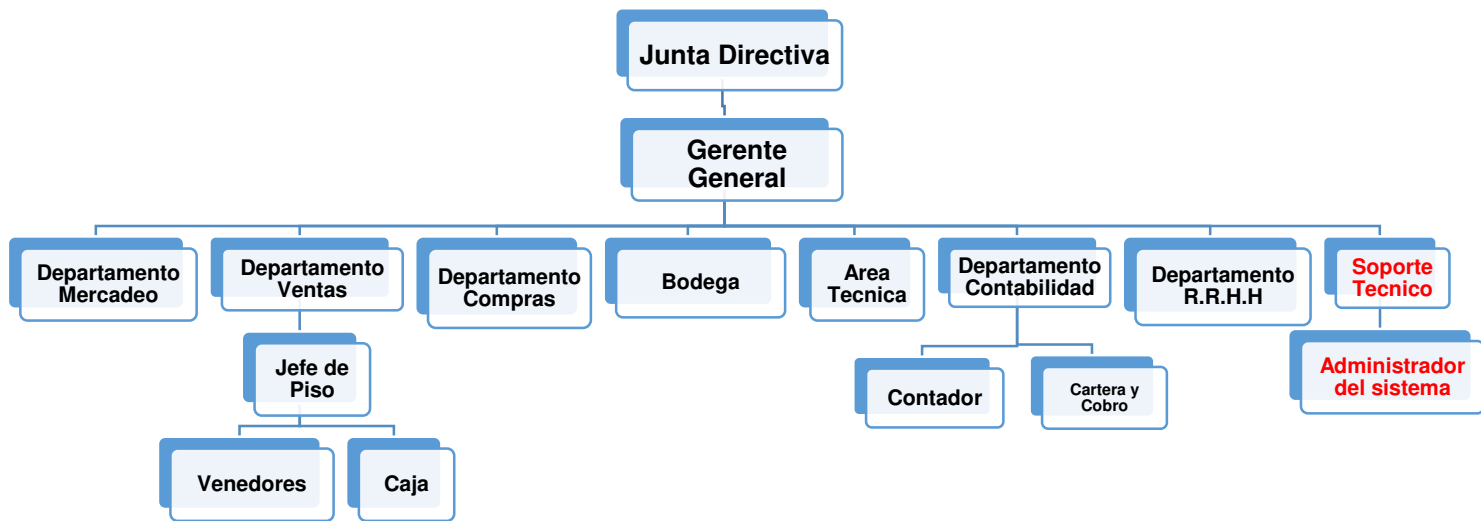 Junta Directiva
Gerente
General
Departamento
Mercadeo
Departamento
Ventas
Departamento
Compras
Bodega
Area
Tecnica
Departamento
Contabilidad
Departamento
R.R.H.H
Soporte
Tecnico
Jefe de
Piso
Contador
Cartera y
Cobro
Administrador
del sistema
Venedores
Caja